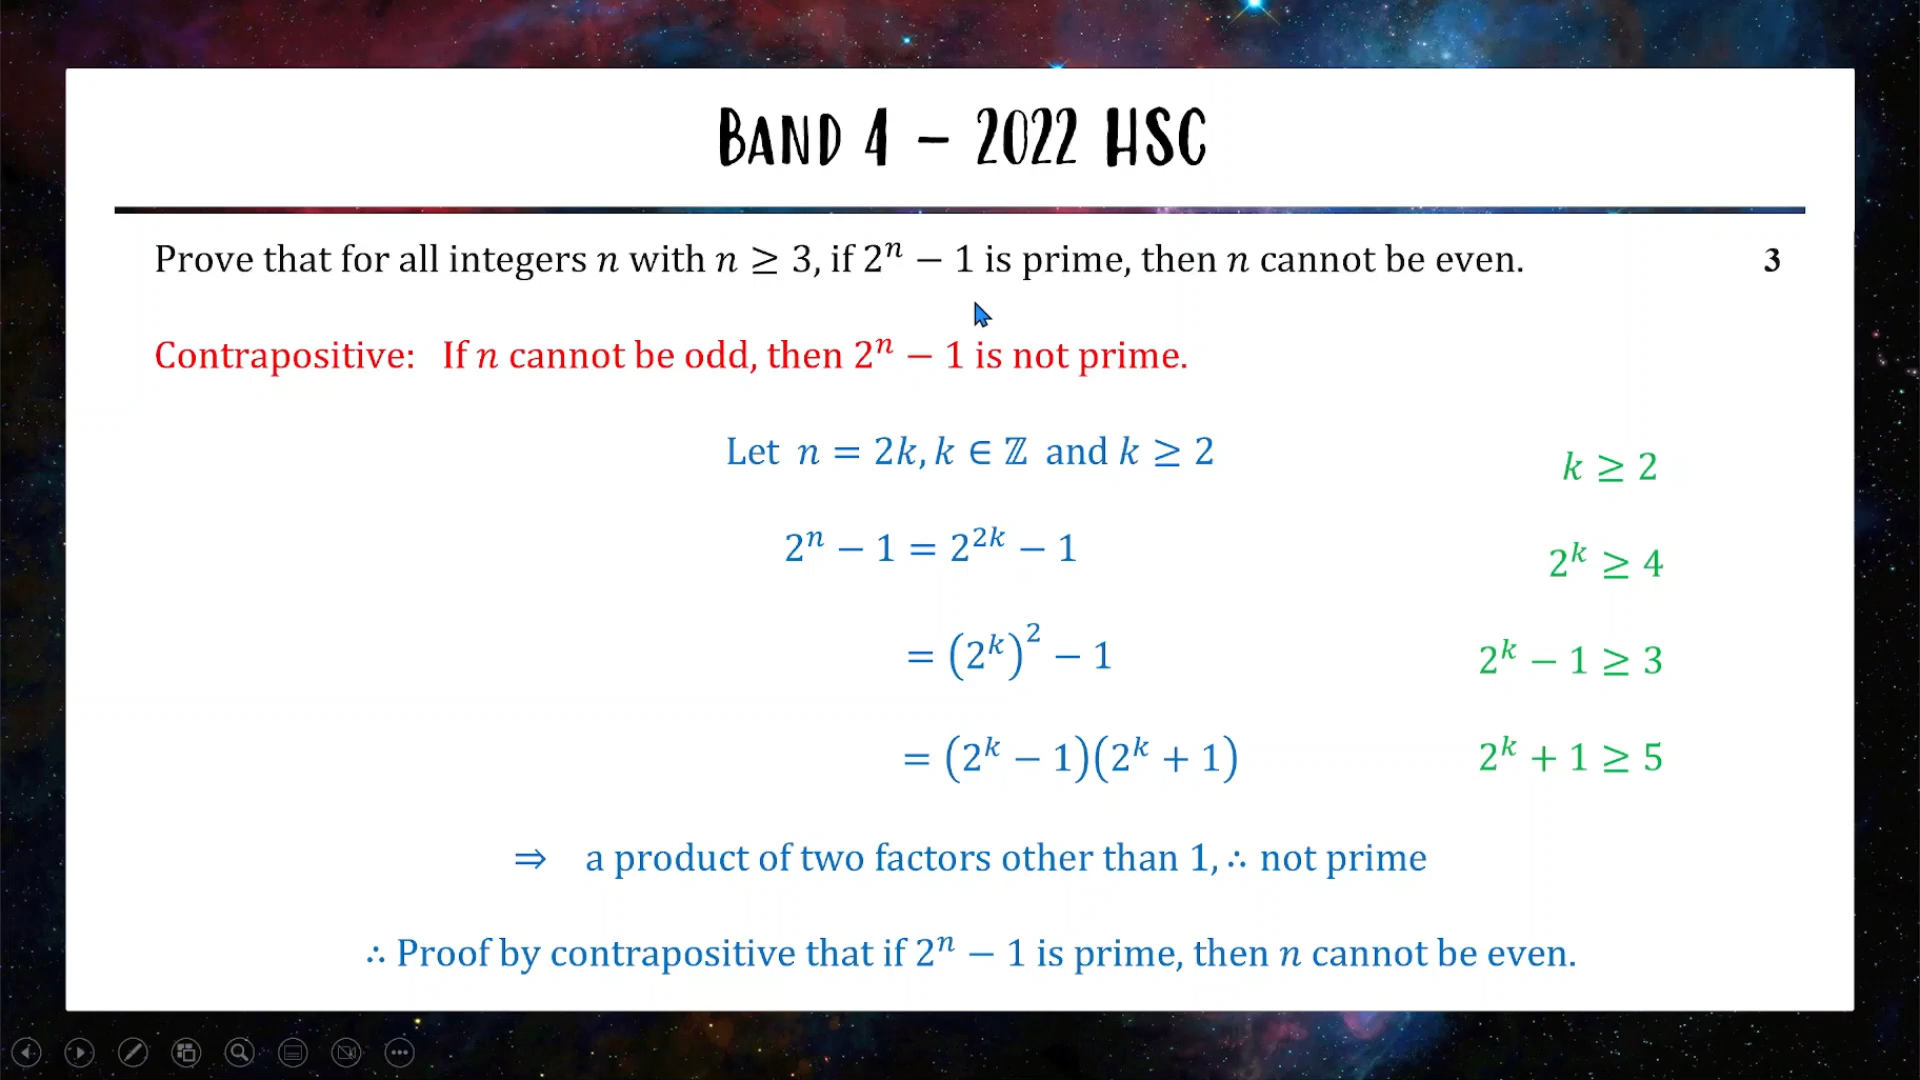 BAND 4 – 2022 HSC
Prove that for all integers n with n ≥ 3, if 2ⁿ − 1 is prime, then n cannot be even. 3
Contrapositive: If n cannot be odd, then 2ⁿ − 1 is not prime.
Let n = 2k, k ∈ ℤ and k ≥ 2
k ≥ 2
2ⁿ − 1 = 2²ᵏ − 1
2ᵏ ≥ 4
= (2ᵏ)² − 1
2ᵏ − 1 ≥ 3
= (2ᵏ − 1)(2ᵏ + 1)
2ᵏ + 1 ≥ 5
⇒ a product of two factors other than 1, ∴ not prime
∴ Proof by contrapositive that if 2ⁿ − 1 is prime, then n cannot be even.